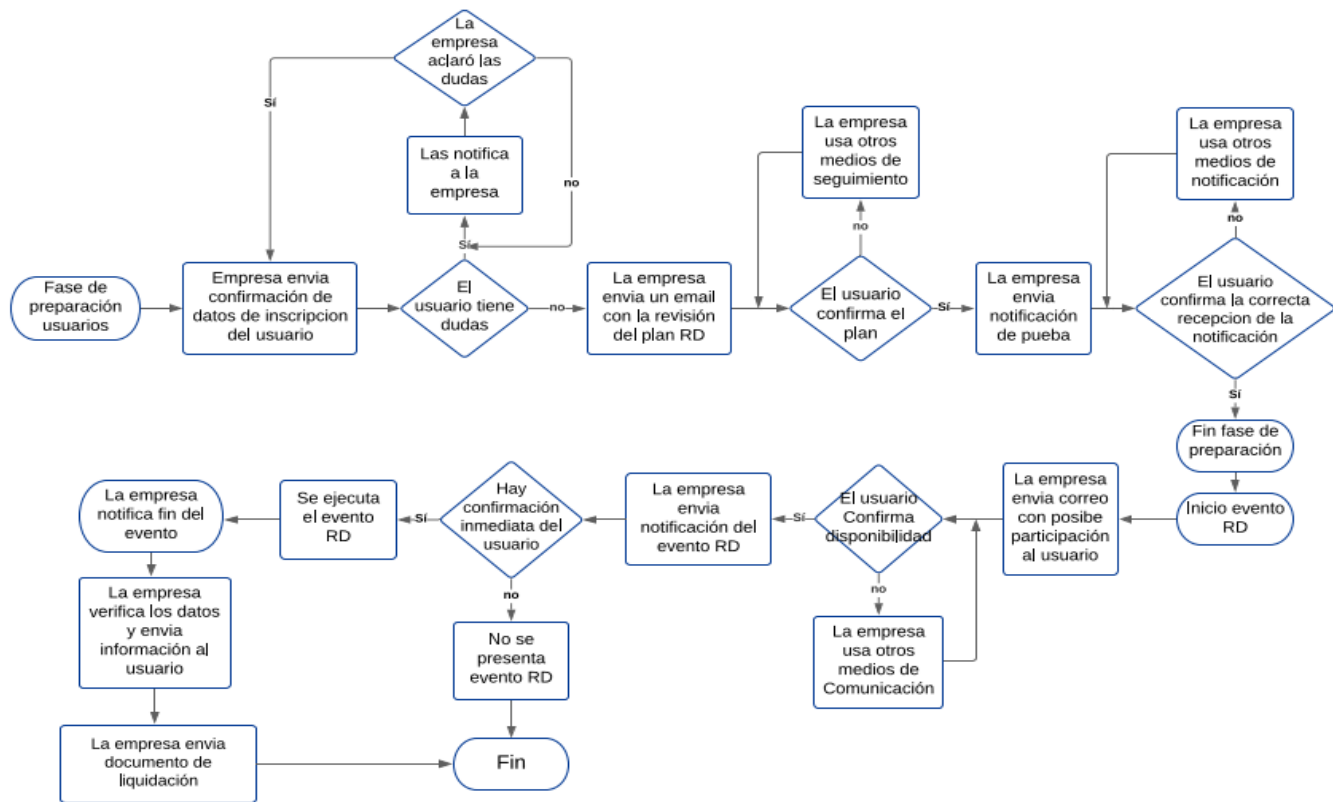 La
empresa
aclaró las
dudas
Sí
no
Las notifica
a la
empresa
Sí
Fase de
preparación
usuarios
Empresa envia
confirmación de
datos de inscripcion
del usuario
El
usuario tiene
dudas
no
La empresa
envia un email
con la revisión
del plan RD
La empresa
usa otros
medios de
seguimiento
no
El usuario
confirma el
plan
Sí
La empresa
envia
notificación
de pueba
La empresa
usa otros
medios de
notificación
no
El usuario
confirma la correcta
recepcion de la
notificación
Sí
Fin fase de
preparación
Inicio evento
RD
La empresa
envia correo
con posibe
participación
al usuario
El usuario
Confirma
disponibilidad
no
La empresa
usa otros
medios de
Comunicación
Sí
La empresa
envia
notificación del
evento RD
Hay
confirmación
inmediata del
usuario
no
No se
presenta
evento RD
Sí
Se ejecuta
el evento
RD
La empresa
notifica fin del
evento
La empresa
verifica los datos
y envia
información al
usuario
La empresa envia
documento de
liquidación
Fin